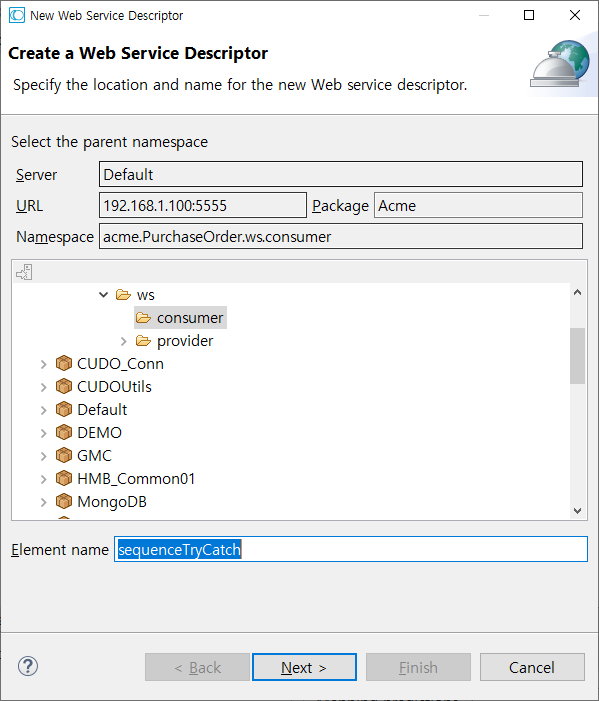 New Web Service Descriptor
Create a Web Service Descriptor
Specify the location and name for the new Web service descriptor.
Select the parent namespace
Server Default
URL 192.168.1.100:5555 Package Acme
Namespace acme.PurchaseOrder.ws.consumer
ws
consumer
provider
CUDO_Conn
CUDOUtils
Default
DEMO
GMC
HMB_Common01
MongoDB
Element name sequenceTryCatch
? < Back Next > Finish Cancel